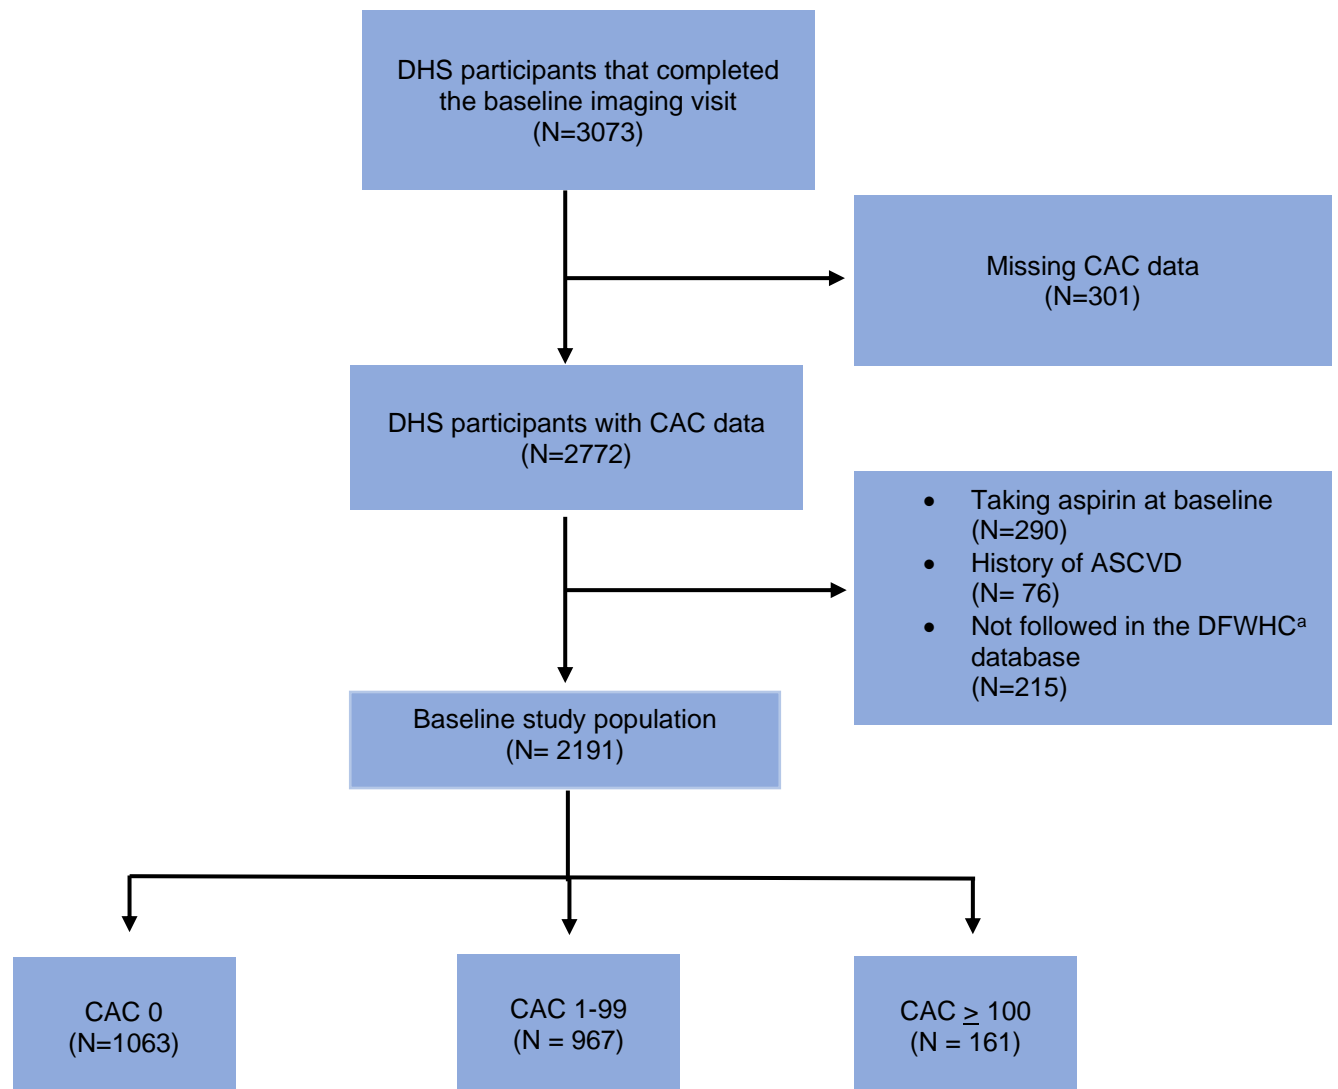 DHS participants that completed
the baseline imaging visit
(N=3073)
Missing CAC data
(N=301)
DHS participants with CAC data
(N=2772)
• Taking aspirin at baseline
(N=290)
• History of ASCVD
(N= 76)
• Not followed in the DFWHCᵃ
database
(N=215)
Baseline study population
(N= 2191)
CAC 0
(N=1063)
CAC 1-99
(N = 967)
CAC ≥ 100
(N = 161)